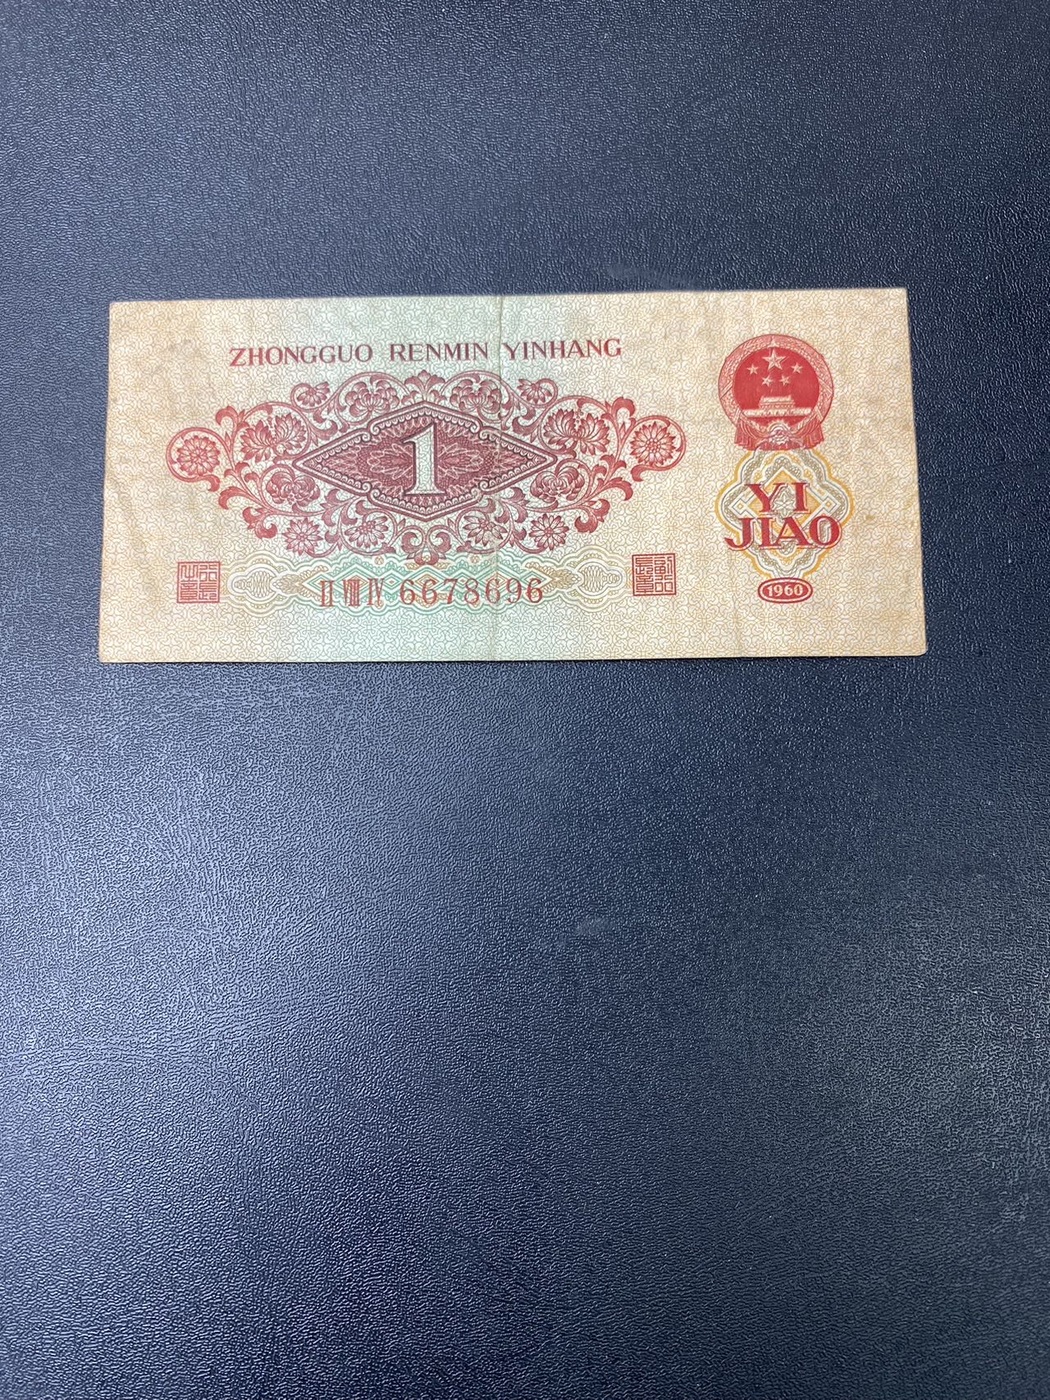 ZHONGGUO RENMIN YINHANG
1
YI
JIAO
II VIII IV 6678696
1960